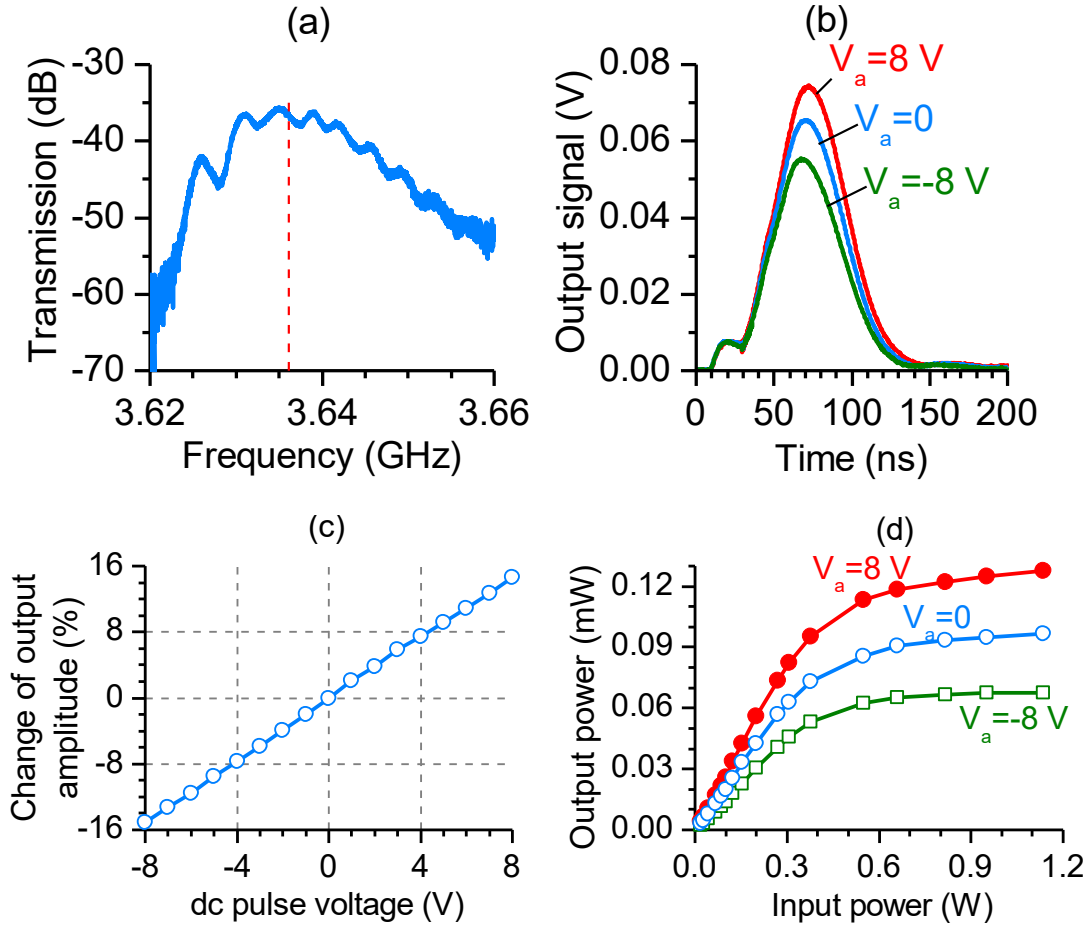 (a)
-30
-40
-50
-60
-70
Transmission (dB)
3.62
3.64
3.66
Frequency (GHz)
(b)
0.08
0.06
0.04
0.02
0.00
Output signal (V)
Va=8 V
Va=0
Va=-8 V
0
50
100
150
200
Time (ns)
(c)
16
8
0
-8
-16
Change of output
amplitude (%)
-8
-4
0
4
8
dc pulse voltage (V)
(d)
0.12
0.09
0.06
0.03
0.00
Output power (mW)
Va=8 V
Va=0
Va=-8 V
0.0
0.3
0.6
0.9
1.2
Input power (W)